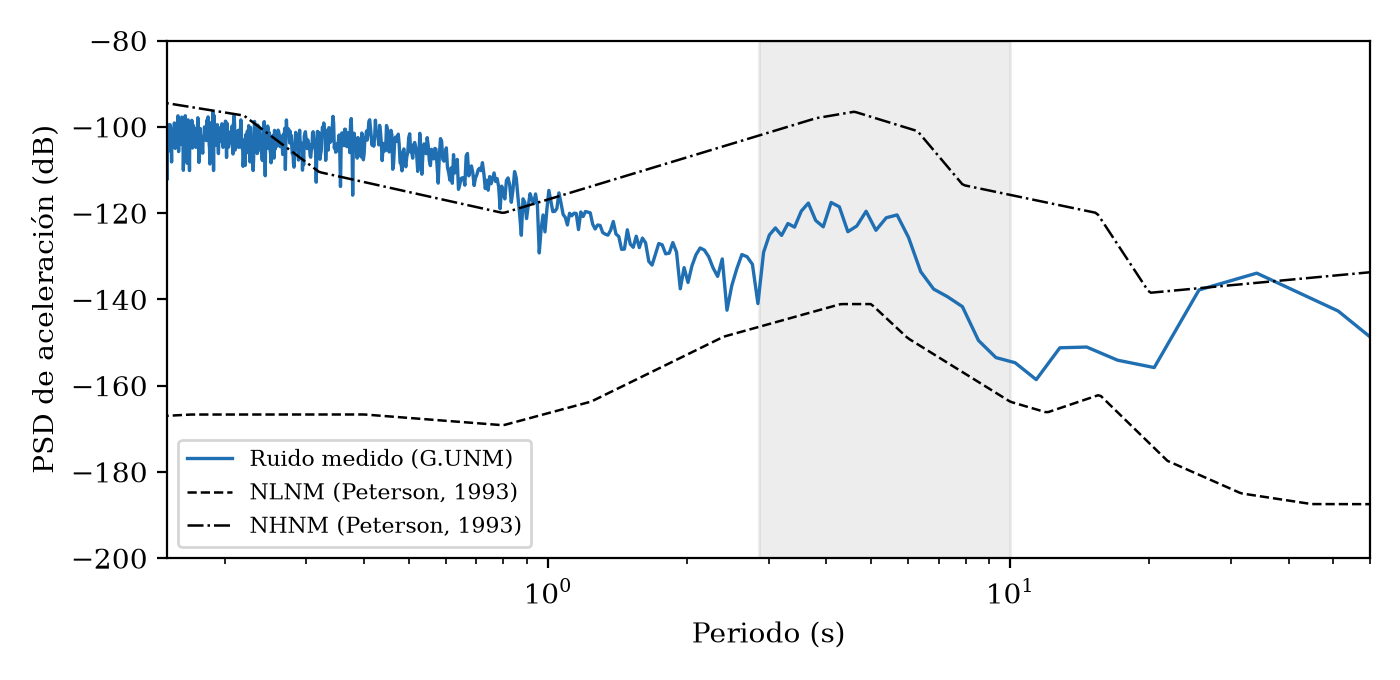 PSD de aceleración (dB)
−80
−100
−120
−140
−160
−180
−200
Ruido medido (G.UNM)
NLNM (Peterson, 1993)
NHNM (Peterson, 1993)
10⁰
10¹
Periodo (s)